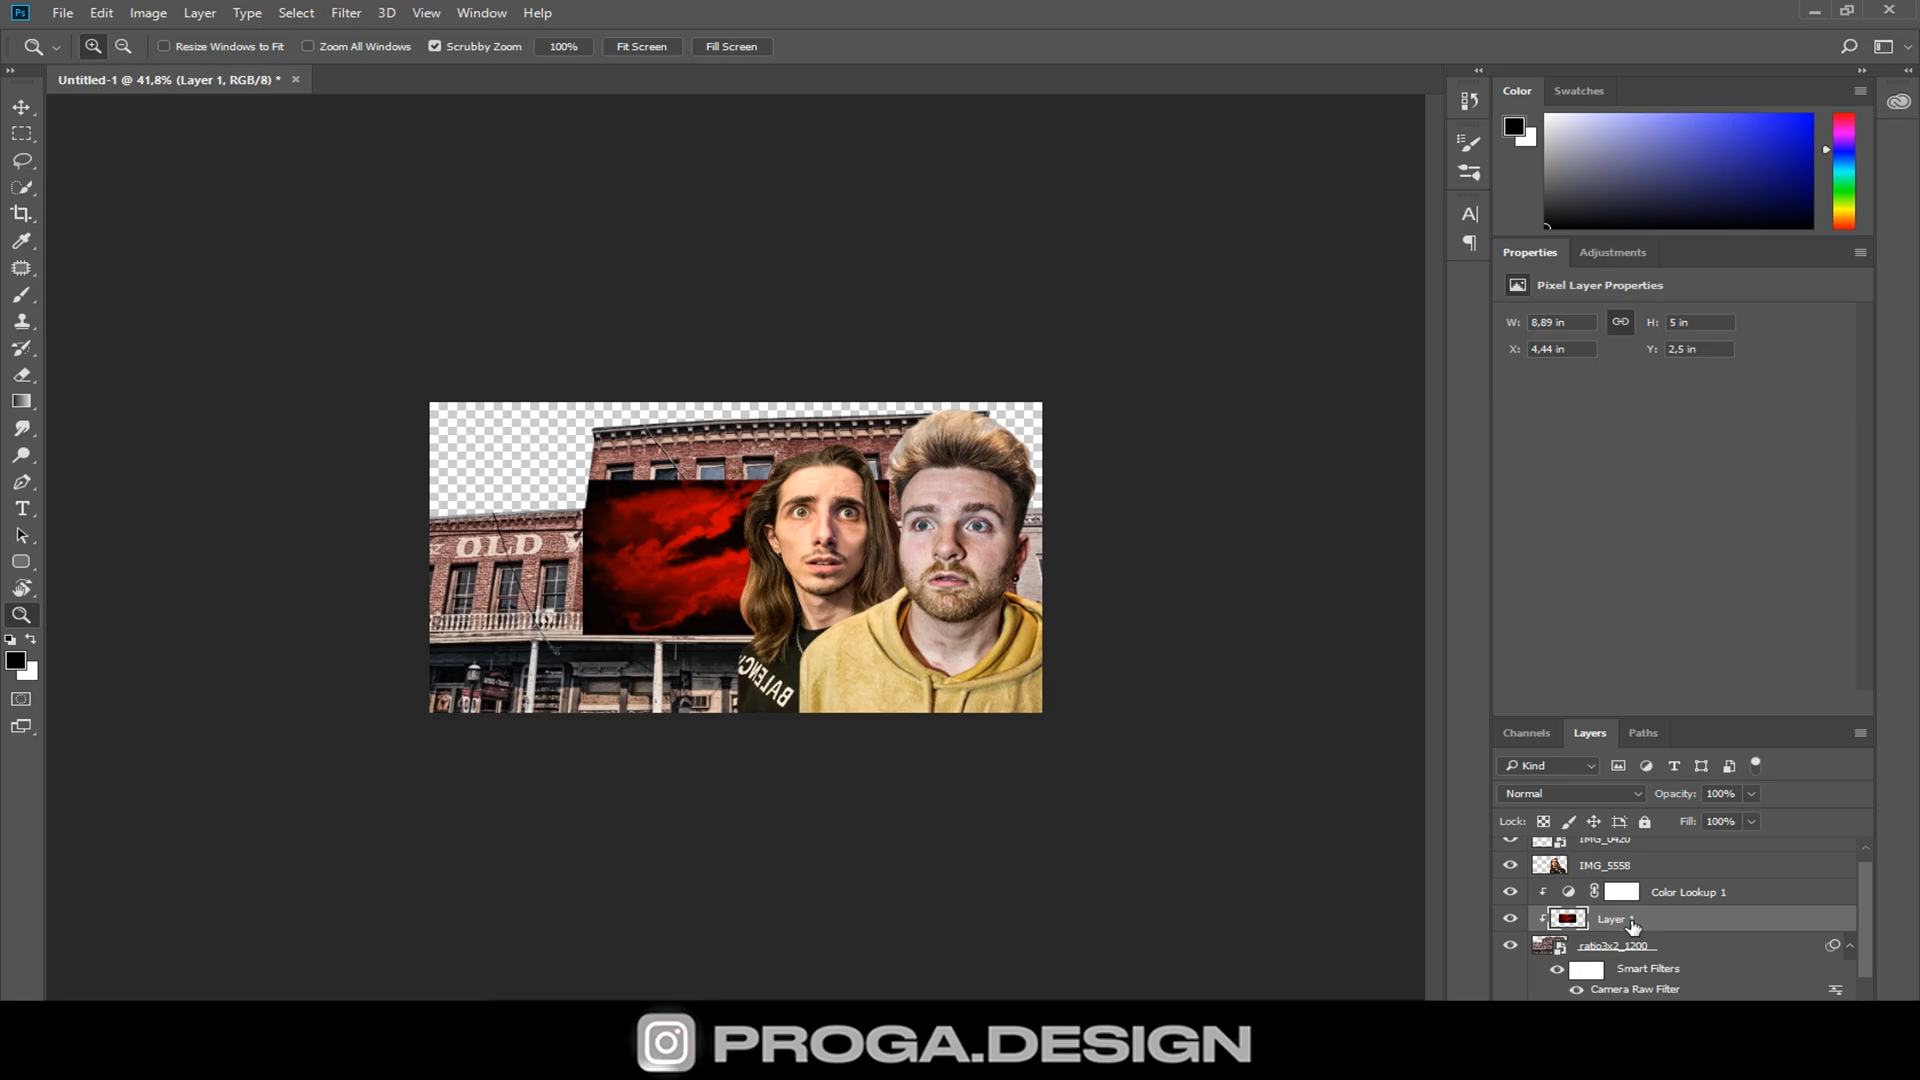 Ps File Edit Image Layer Type Select Filter 3D View Window Help
Resize Windows to Fit Zoom All Windows Scrubby Zoom 100% Fit Screen Fill Screen
Untitled-1 @ 41,8% (Layer 1, RGB/8) *
Color Swatches
Properties Adjustments
Pixel Layer Properties
W: 8,89 in H: 5 in
X: 4,44 in Y: 2,5 in
OLD
Channels Layers Paths
Kind
Normal Opacity: 100%
Lock: Fill: 100%
IMG_0420
IMG_5558
Color Lookup 1
Layer 1
ratio3x2_1200
Smart Filters
Camera Raw Filter
PROGA.DESIGN